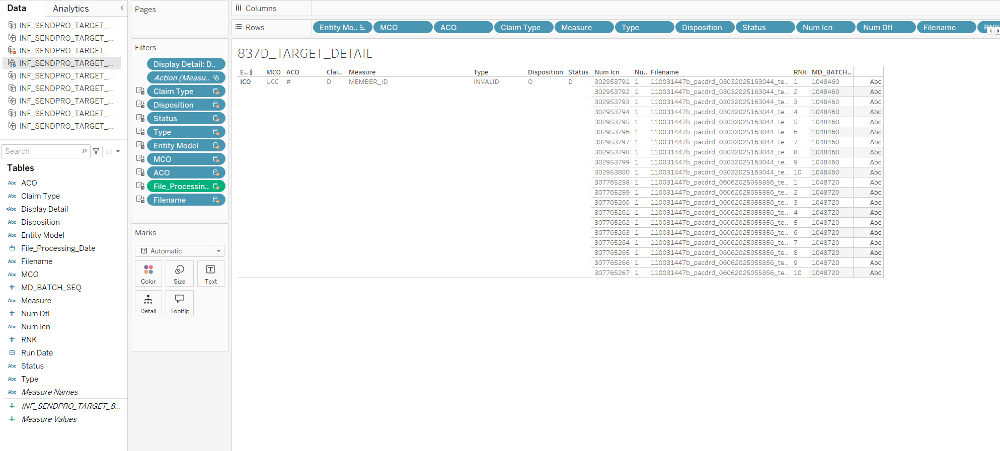 Data
Analytics
INF_SENDPRO_TARGET_...
INF_SENDPRO_TARGET_...
INF_SENDPRO_TARGET_...
INF_SENDPRO_TARGET_...
INF_SENDPRO_TARGET_...
INF_SENDPRO_TARGET_...
INF_SENDPRO_TARGET_...
INF_SENDPRO_TARGET_...
INF_SENDPRO_TARGET_...
Search
Tables
Abc ACO
Abc Claim Type
=Abc Display Detail
Abc Disposition
Abc Entity Model
File_Processing_Date
Abc Filename
Abc MCO
# MD_BATCH_SEQ
Abc Measure
# Num Dtl
Abc Num Icn
# RNK
Run Date
Abc Status
Abc Type
Abc Measure Names
# INF_SENDPRO_TARGET_8...
# Measure Values
Pages
Filters
Display Detail: D..
Action (Measu..
Claim Type
Disposition
Status
Type
Entity Model
MCO
ACO
File_Processin..
Filename
Marks
Automatic
Color Size Text
Detail Tooltip
Columns
Rows Entity Mo.. MCO ACO Claim Type Measure Type Disposition Status Num Icn Num Dtl Filename RNK
837D_TARGET_DETAIL
E.. MCO ACO Clai.. Measure Type Disposition Status Num Icn Nu.. Filename RNK MD_BATCH..
ICO UCC # D MEMBER_ID INVALID O D 302953791 1 110031447b_pacdrd_03032025163044_te.. 1 1048460 Abc
302953792 1 110031447b_pacdrd_03032025163044_te.. 2 1048460 Abc
302953793 1 110031447b_pacdrd_03032025163044_te.. 3 1048460 Abc
302953794 1 110031447b_pacdrd_03032025163044_te.. 4 1048460 Abc
302953795 1 110031447b_pacdrd_03032025163044_te.. 5 1048460 Abc
302953796 1 110031447b_pacdrd_03032025163044_te.. 6 1048460 Abc
302953797 1 110031447b_pacdrd_03032025163044_te.. 7 1048460 Abc
302953798 1 110031447b_pacdrd_03032025163044_te.. 8 1048460 Abc
302953799 1 110031447b_pacdrd_03032025163044_te.. 9 1048460 Abc
302953800 1 110031447b_pacdrd_03032025163044_te.. 10 1048460 Abc
307765258 1 110031447b_pacdrd_06062025055856_te.. 1 1048720 Abc
307765259 1 110031447b_pacdrd_06062025055856_te.. 2 1048720 Abc
307765260 1 110031447b_pacdrd_06062025055856_te.. 3 1048720 Abc
307765261 1 110031447b_pacdrd_06062025055856_te.. 4 1048720 Abc
307765262 1 110031447b_pacdrd_06062025055856_te.. 5 1048720 Abc
307765263 1 110031447b_pacdrd_06062025055856_te.. 6 1048720 Abc
307765264 1 110031447b_pacdrd_06062025055856_te.. 7 1048720 Abc
307765265 1 110031447b_pacdrd_06062025055856_te.. 8 1048720 Abc
307765266 1 110031447b_pacdrd_06062025055856_te.. 9 1048720 Abc
307765267 1 110031447b_pacdrd_06062025055856_te.. 10 1048720 Abc